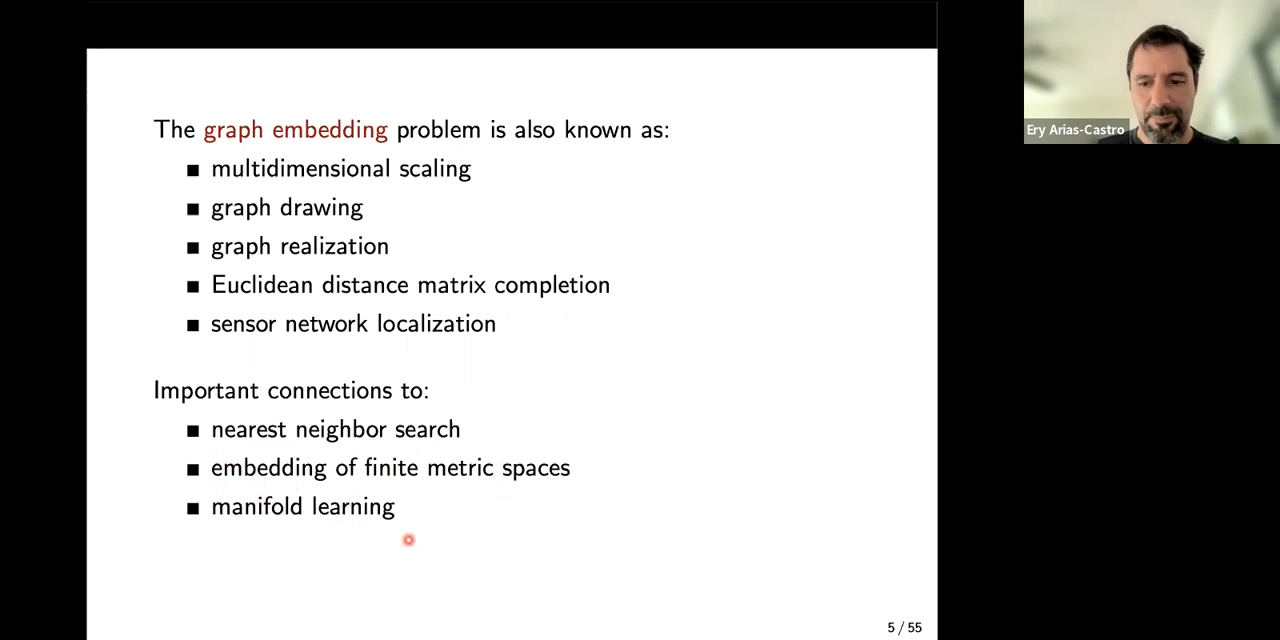 The graph embedding problem is also known as:
■ multidimensional scaling
■ graph drawing
■ graph realization
■ Euclidean distance matrix completion
■ sensor network localization
Important connections to:
■ nearest neighbor search
■ embedding of finite metric spaces
■ manifold learning
5 / 55
Ery Arias-Castro